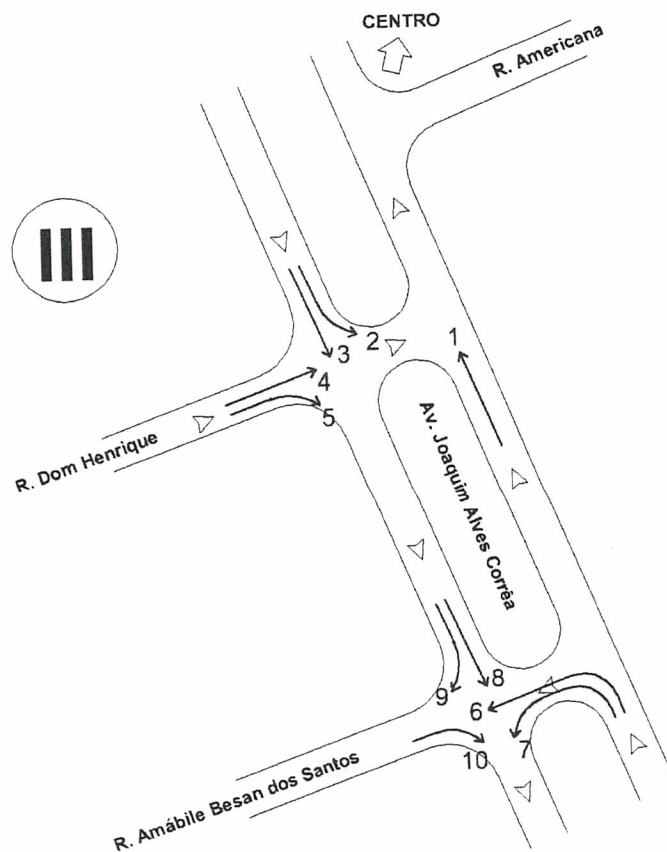 CENTRO
R. Americana
III
1
2
3
4
5
R. Dom Henrique
Av. Joaquim Alves Corrêa
8
9
6
7
10
R. Amábile Besan dos Santos